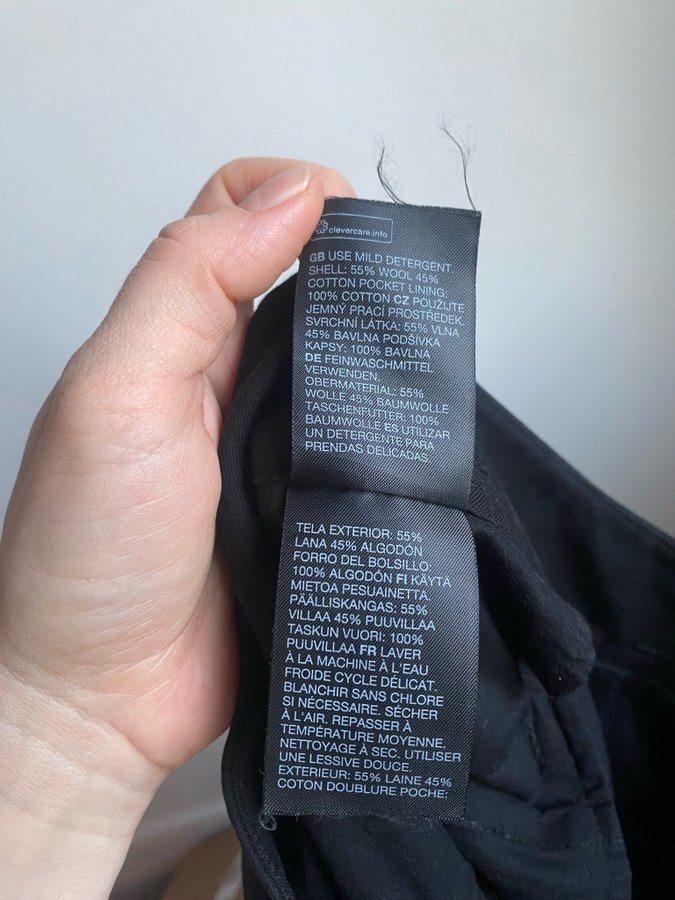 clevercare.info
GB USE MILD DETERGENT.
SHELL: 55% WOOL 45%
COTTON POCKET LINING:
100% COTTON CZ POUŽIJTE
JEMNÝ PRACÍ PROSTŘEDEK.
SVRCHNÍ LÁTKA: 55% VLNA
45% BAVLNA PODŠÍVKA
KAPSY: 100% BAVLNA
DE FEINWASCHMITTEL
VERWENDEN.
OBERMATERIAL: 55%
WOLLE 45% BAUMWOLLE
TASCHENFUTTER: 100%
BAUMWOLLE ES UTILIZAR
UN DETERGENTE PARA
PRENDAS DELICADAS.
TELA EXTERIOR: 55%
LANA 45% ALGODÓN
FORRO DEL BOLSILLO:
100% ALGODÓN FI KÄYTÄ
MIETOA PESUAINETTA.
PÄÄLLISKANGAS: 55%
VILLAA 45% PUUVILLAA
TASKUN VUORI: 100%
PUUVILLAA FR LAVER
À LA MACHINE À L'EAU
FROIDE CYCLE DÉLICAT.
BLANCHIR SANS CHLORE
SI NÉCESSAIRE. SÉCHER
À L'AIR. REPASSER À
TEMPÉRATURE MOYENNE.
NETTOYAGE À SEC. UTILISER
UNE LESSIVE DOUCE.
EXTERIEUR: 55% LAINE 45%
COTON DOUBLURE POCHE: